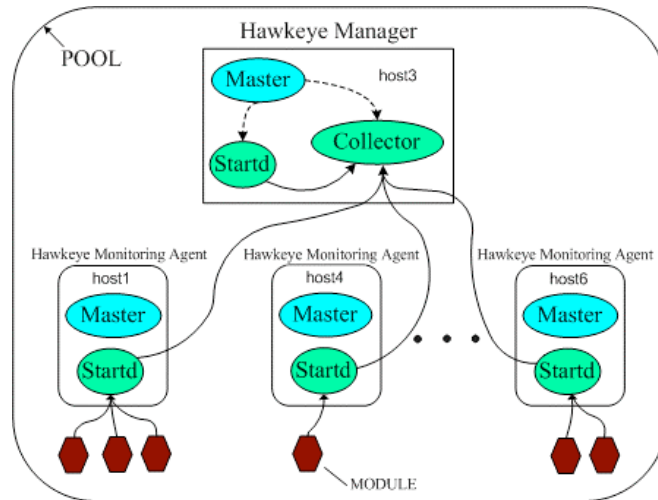 Hawkeye Manager
POOL
host3
Master
Collector
Startd
Hawkeye Monitoring Agent
host1
Master
Startd
Hawkeye Monitoring Agent
host4
Master
Startd
Hawkeye Monitoring Agent
host6
Master
Startd
MODULE